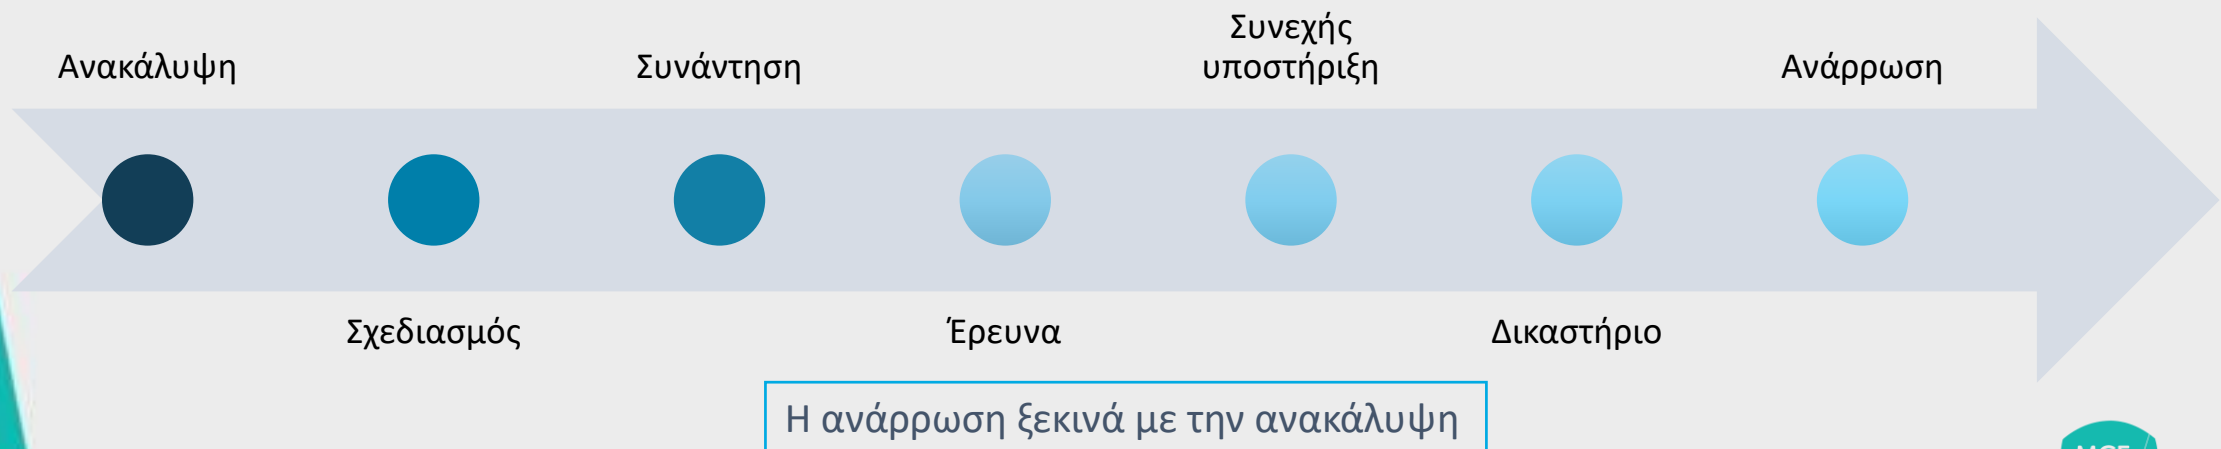 Ανακάλυψη
Σχεδιασμός
Συνάντηση
Έρευνα
Συνεχής
υποστήριξη
Δικαστήριο
Ανάρρωση
Η ανάρρωση ξεκινά με την ανακάλυψη